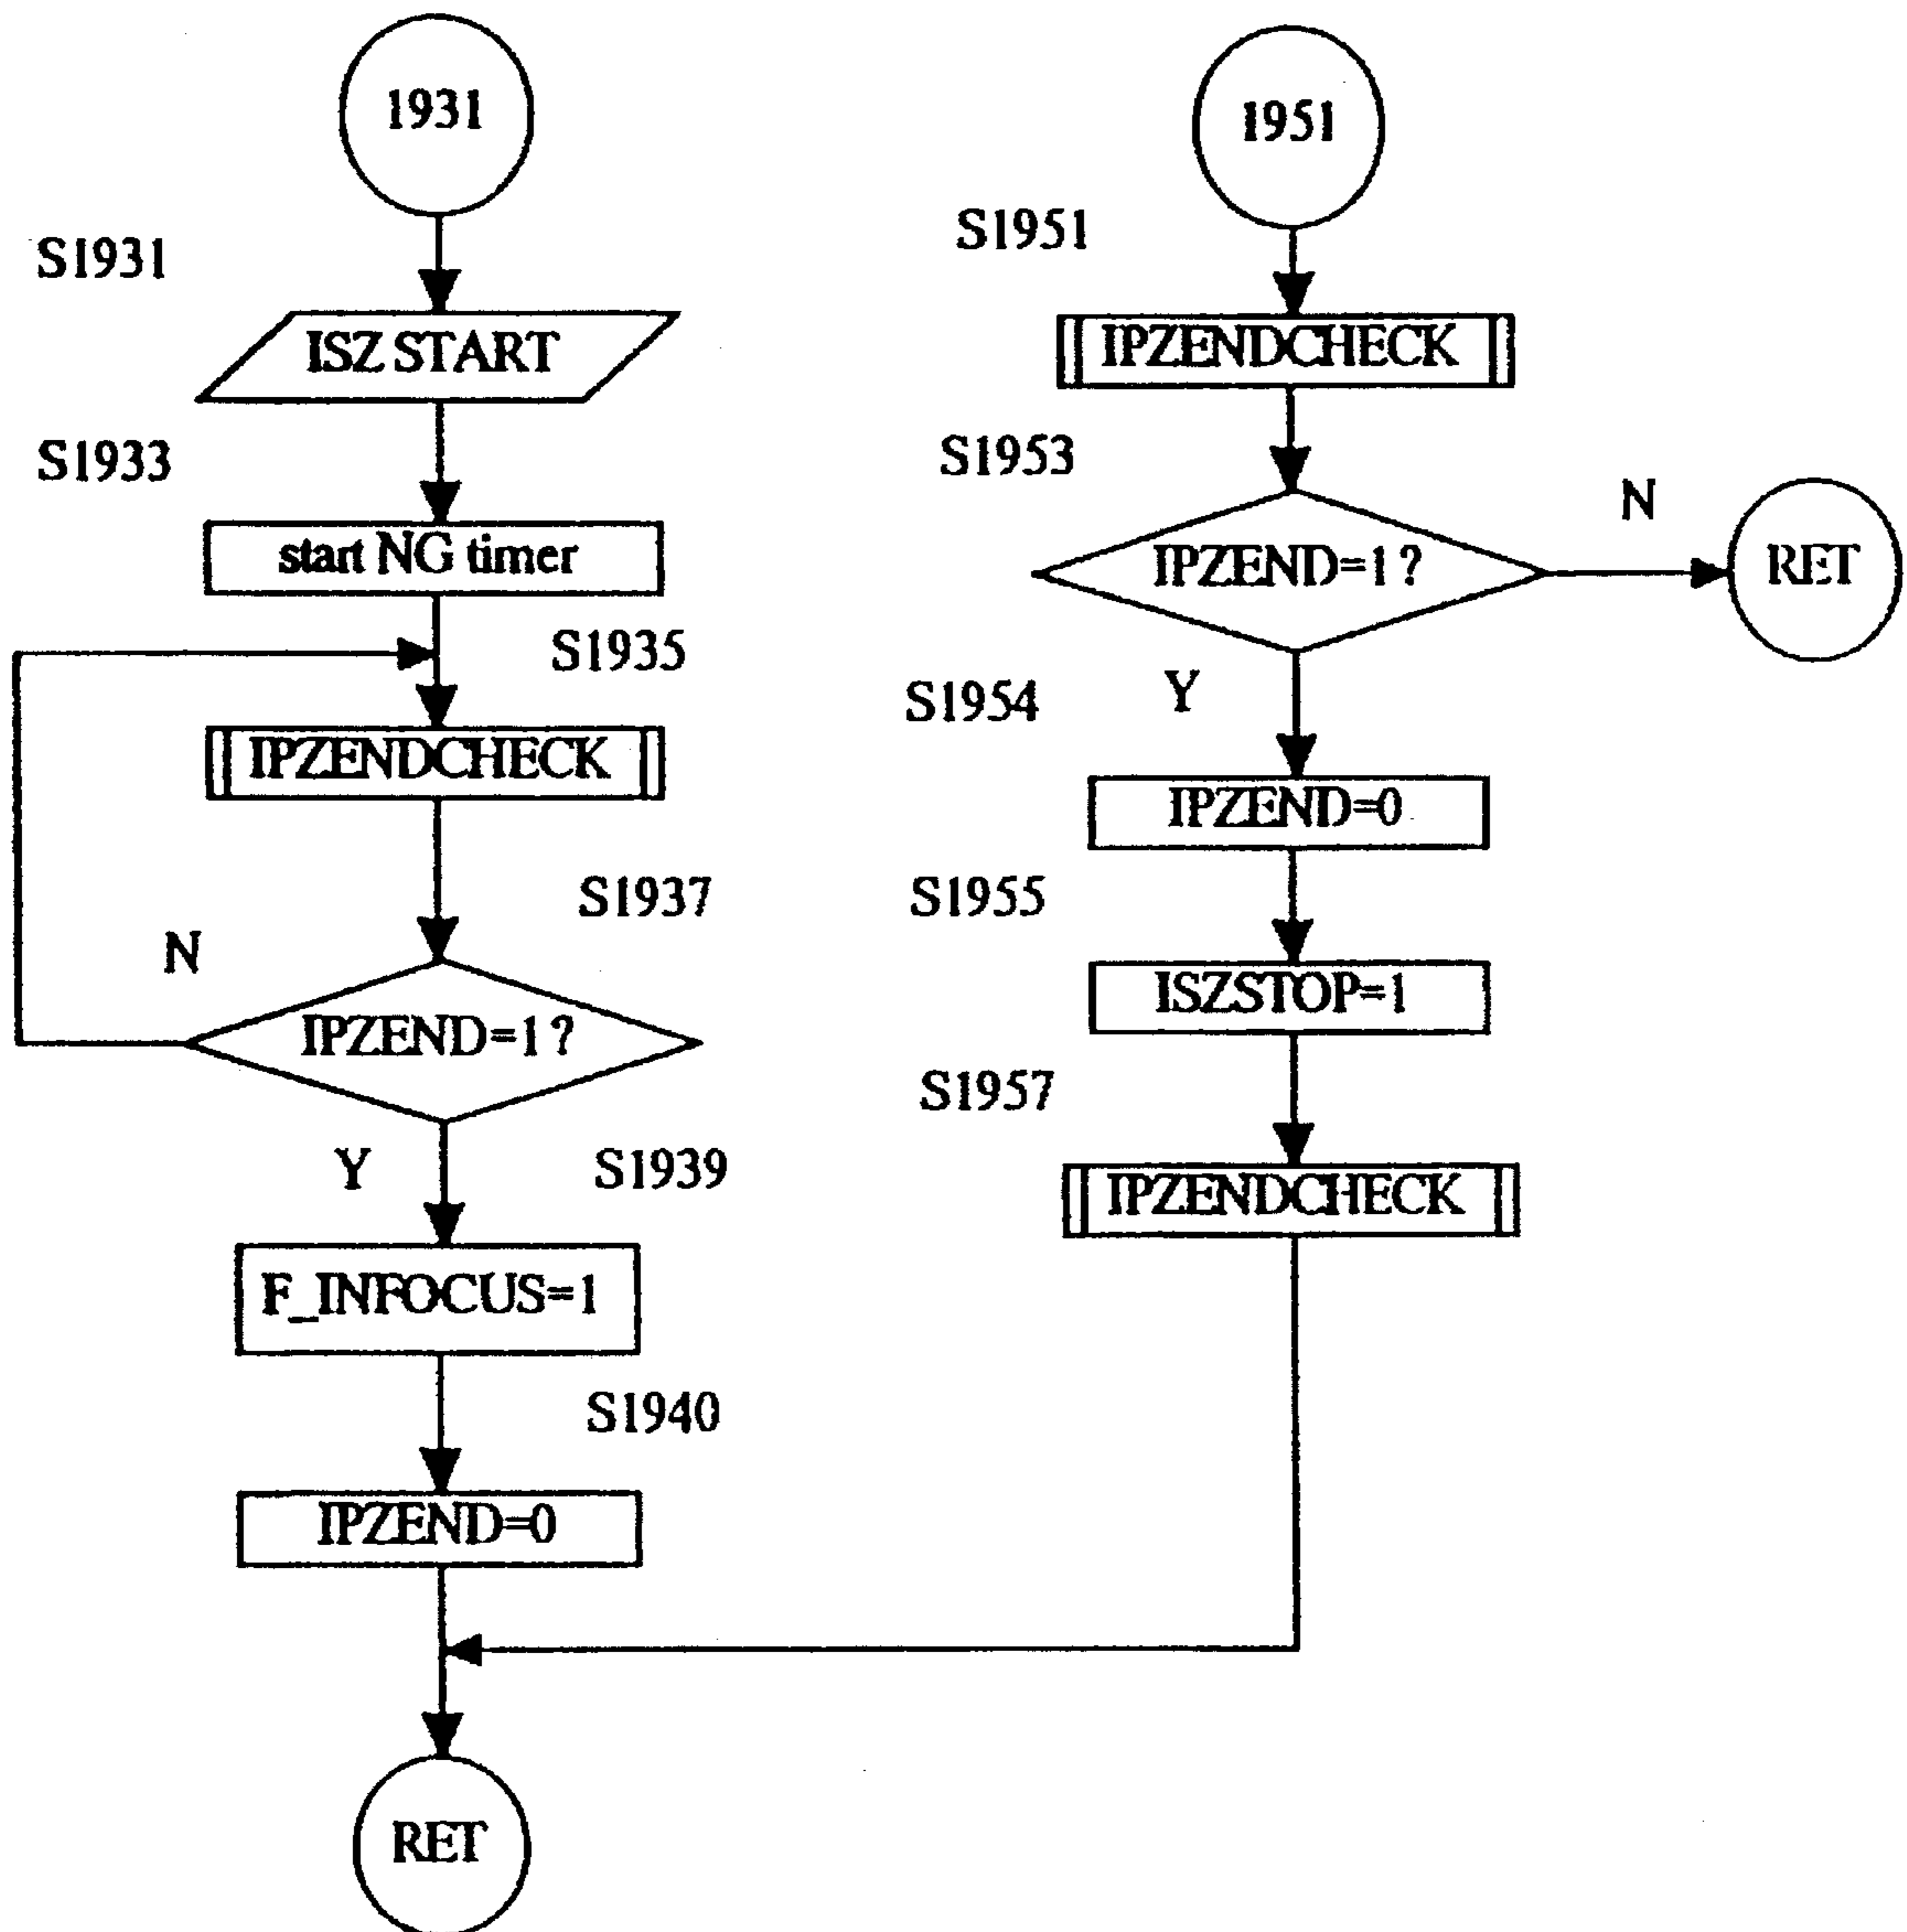 1931
S1931
ISZ START
S1933
start NG timer
S1935
IPZENDCHECK
S1937
N
IPZEND=1 ?
Y
S1939
F_INFOCUS=1
S1940
IPZEND=0
RET
1951
S1951
IPZENDCHECK
S1953
IPZEND=1 ?
N
RET
S1954
Y
IPZEND=0
S1955
ISZSTOP=1
S1957
IPZENDCHECK